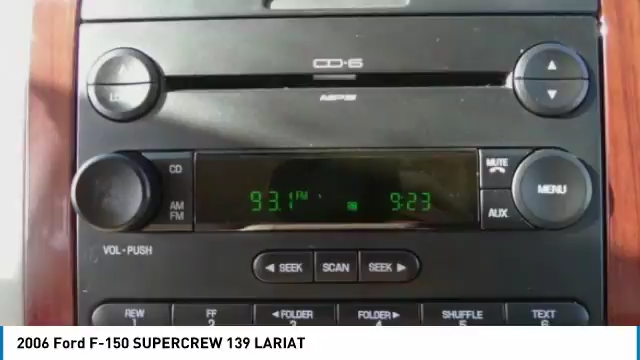 CD·6
MP3
CD
AM
FM
93.1 FM 9:23
MUTE
AUX
MENU
VOL·PUSH
◄ SEEK SCAN SEEK ►
REW FF ◄FOLDER FOLDER► SHUFFLE TEXT
1 2 3 4 5 6
2006 Ford F-150 SUPERCREW 139 LARIAT